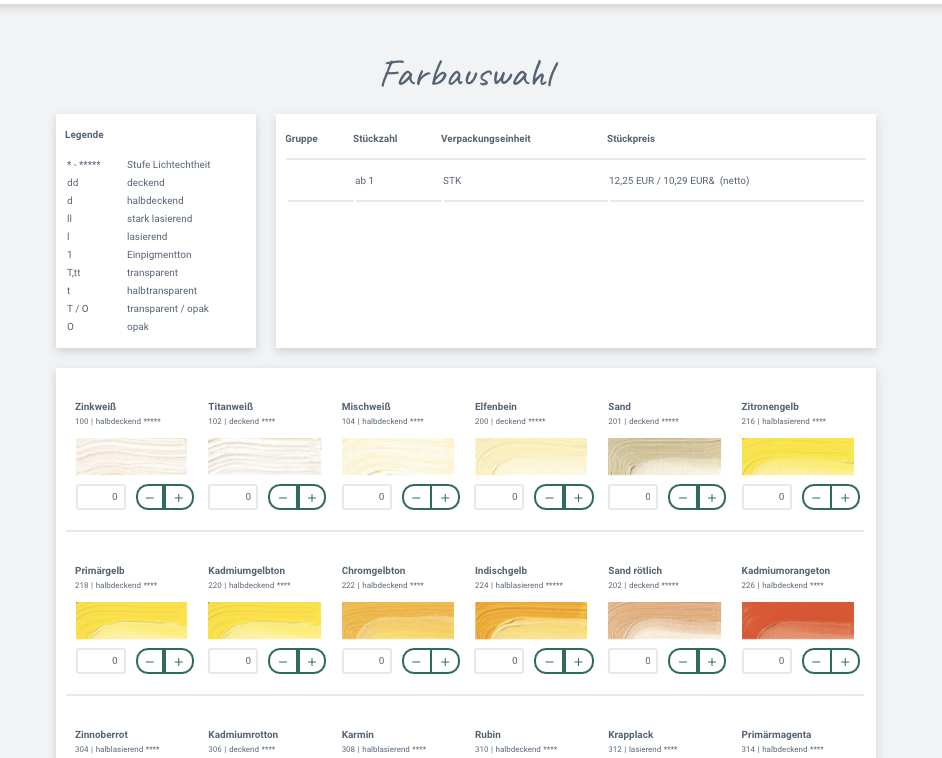 Farbauswahl
Legende
* - ***** Stufe Lichtechtheit
dd deckend
d halbdeckend
ll stark lasierend
l lasierend
1 Einpigmentton
T,tt transparent
t halbtransparent
T / O transparent / opak
O opak
Gruppe Stückzahl Verpackungseinheit Stückpreis
ab 1 STK 12,25 EUR / 10,29 EUR& (netto)
Zinkweiß Titanweiß Mischweiß Elfenbein Sand Zitronengelb
100 | halbdeckend ***** 102 | deckend **** 104 | halbdeckend **** 200 | deckend ***** 201 | deckend ***** 216 | halblasierend ****
0 − + 0 − + 0 − + 0 − + 0 − + 0 − +
Primärgelb Kadmiumgelbton Chromgelbton Indischgelb Sand rötlich Kadmiumorangeton
218 | halbdeckend **** 220 | halbdeckend **** 222 | halbdeckend **** 224 | halblasierend ***** 202 | deckend ***** 226 | halbdeckend ****
0 − + 0 − + 0 − + 0 − + 0 − + 0 − +
Zinnoberrot Kadmiumrotton Karmin Rubin Krapplack Primärmagenta
304 | halblasierend **** 306 | deckend **** 308 | halblasierend **** 310 | halbdeckend **** 312 | lasierend **** 314 | halbdeckend ****